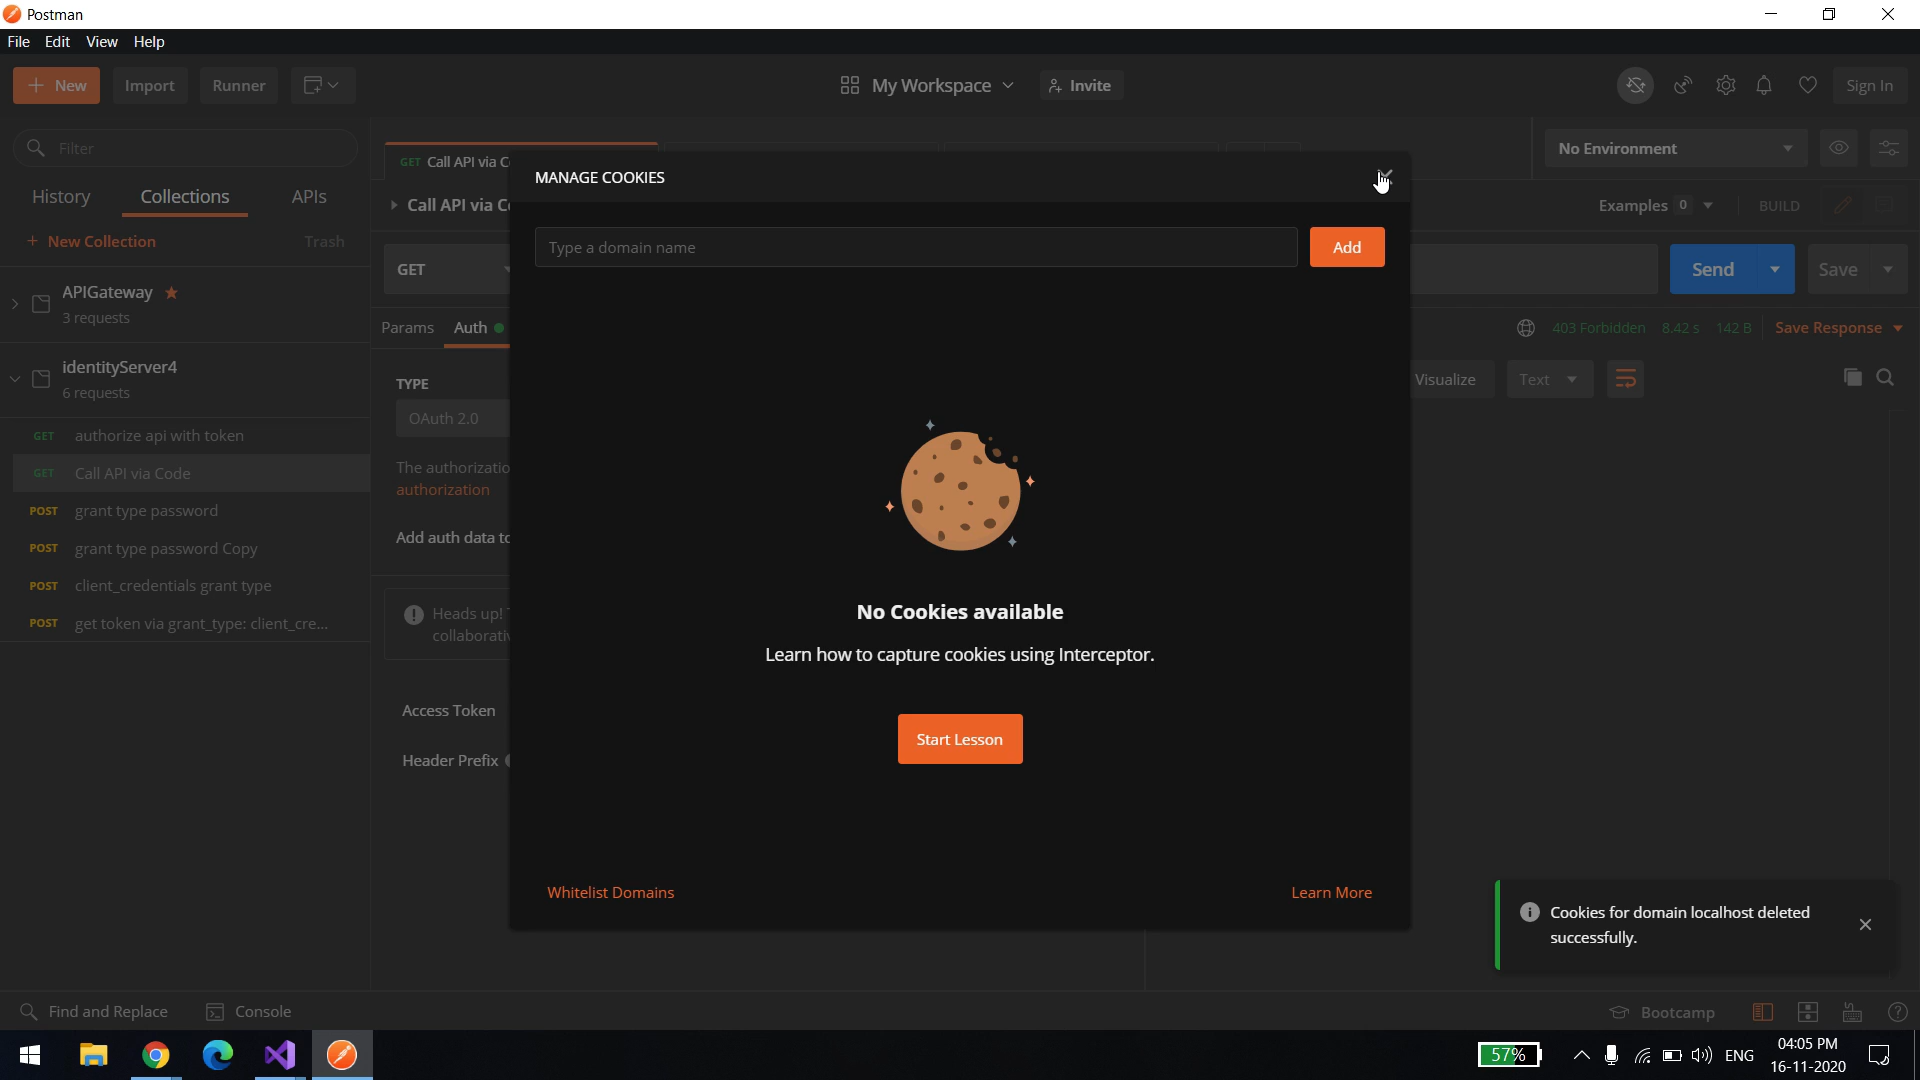 Postman
File Edit View Help
New Import Runner My Workspace Invite Sign In
Filter
No Environment
GET Call API via C
MANAGE COOKIES
History Collections APIs
Call API via C
Examples 0 BUILD
New Collection Trash
Type a domain name Add
GET Send Save
APIGateway
3 requests
Params Auth
403 Forbidden 8.42 s 142 B Save Response
identityServer4
6 requests
TYPE
Visualize Text
OAuth 2.0
GET authorize api with token
The authorizatio
GET Call API via Code
authorization
POST grant type password
Add auth data to
POST grant type password Copy
POST client_credentials grant type
No Cookies available
Heads up!
POST get token via grant_type: client_cre...
collaborativ
Learn how to capture cookies using Interceptor.
Access Token
Start Lesson
Header Prefix
Whitelist Domains Learn More
Cookies for domain localhost deleted
successfully.
Find and Replace Console Bootcamp
57% ENG 04:05 PM
16-11-2020